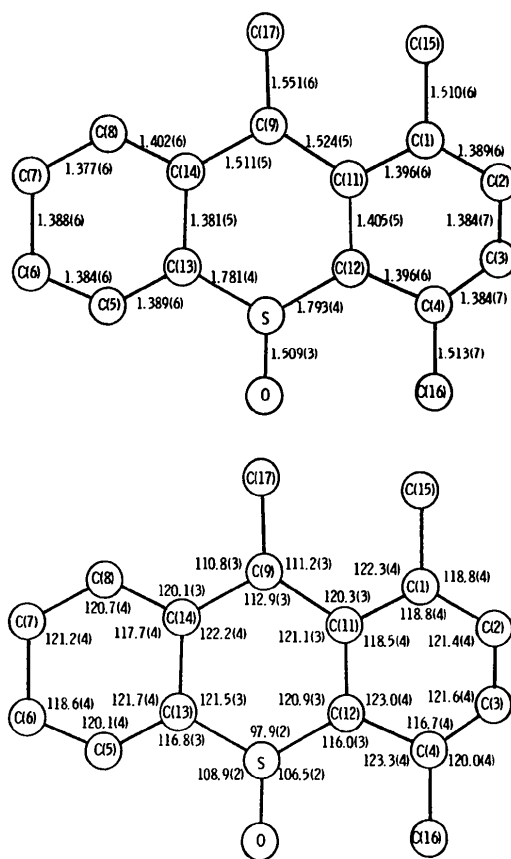 C(17)
C(15)
1.551(6)
1.510(6)
C(8)
1.402(6)
C(9)
1.524(5)
C(1)
1.389(6)
1.377(6)
1.511(5)
1.396(6)
C(7)
C(14)
C(11)
C(2)
1.388(6)
1.381(5)
1.405(5)
1.384(7)
C(6)
1.384(6)
C(13)
C(12)
1.396(6)
C(3)
1.781(4)
C(5)
1.389(6)
S
1.793(4)
C(4)
1.384(7)
1.509(3)
1.513(7)
O
C(16)
C(17)
C(15)
110.8(3)
C(9)
111.2(3)
122.3(4)
C(1)
118.8(4)
C(8)
120.1(3)
112.9(3)
120.3(3)
118.8(4)
120.7(4)
C(14)
C(11)
C(7)
121.2(4)
117.7(4)
122.2(4)
121.1(3)
118.5(4)
121.4(4)
C(2)
118.6(4)
121.7(4)
C(13)
121.5(3)
120.9(3)
C(12)
123.0(4)
121.6(4)
C(3)
C(6)
120.1(4)
116.8(3)
97.9(2)
116.0(3)
116.7(4)
C(4)
C(5)
108.9(2)
S
106.5(2)
123.3(4)
120.0(4)
O
C(16)